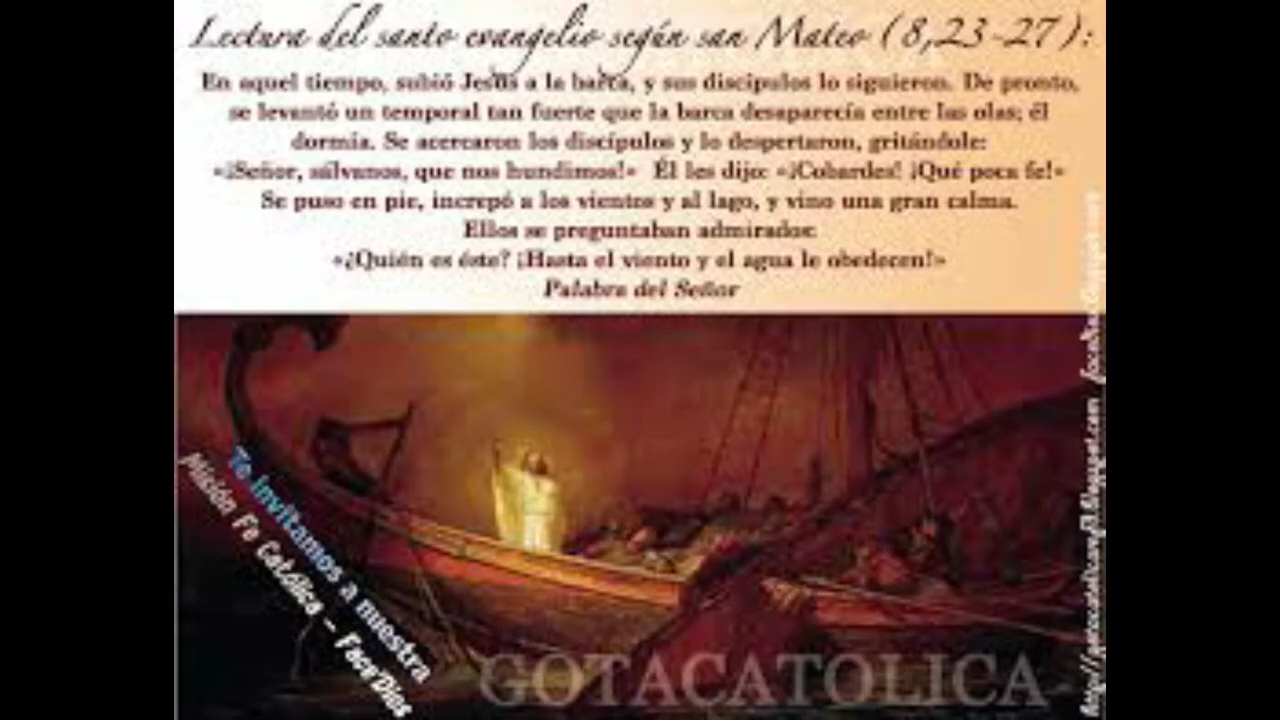 Lectura del santo evangelio según san Mateo (8,23-27):
En aquel tiempo, subió Jesús a la barca, y sus discípulos lo siguieron. De pronto,
se levantó un temporal tan fuerte que la barca desaparecía entre las olas; él
dormía. Se acercaron los discípulos y lo despertaron, gritándole:
«¡Señor, sálvanos, que nos hundimos!» Él les dijo: «¡Cobardes! ¡Qué poca fe!»
Se puso en pie, increpó a los vientos y al lago, y vino una gran calma.
Ellos se preguntaban admirados:
«¿Quién es éste? ¡Hasta el viento y el agua le obedecen!»
Palabra del Señor
Te invitamos a nuestra
Misión Fe Católica - Face'Dios
GOTACATOLICA